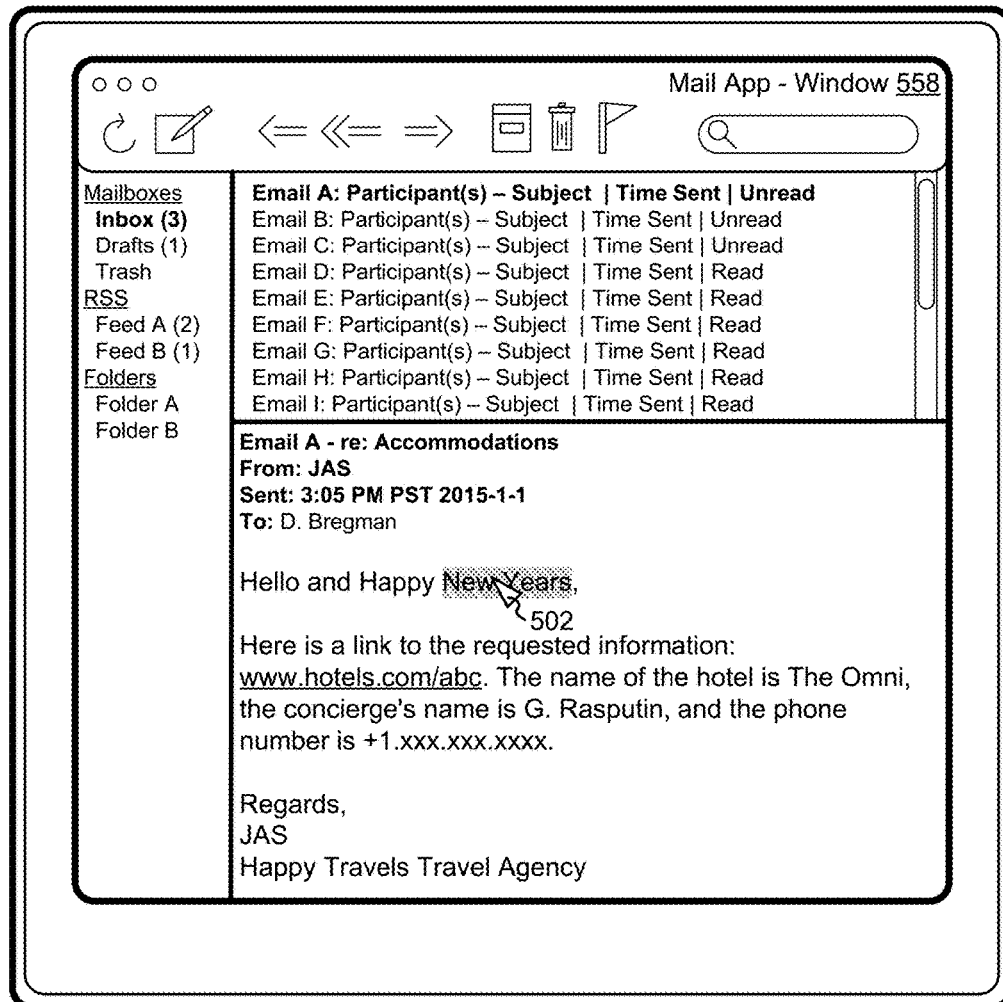 Mail App - Window 558
Mailboxes
Inbox (3)
Drafts (1)
Trash
RSS
Feed A (2)
Feed B (1)
Folders
Folder A
Folder B
Email A: Participant(s) – Subject | Time Sent | Unread
Email B: Participant(s) – Subject | Time Sent | Unread
Email C: Participant(s) – Subject | Time Sent | Unread
Email D: Participant(s) – Subject | Time Sent | Read
Email E: Participant(s) – Subject | Time Sent | Read
Email F: Participant(s) – Subject | Time Sent | Read
Email G: Participant(s) – Subject | Time Sent | Read
Email H: Participant(s) – Subject | Time Sent | Read
Email I: Participant(s) – Subject | Time Sent | Read
Email A - re: Accommodations
From: JAS
Sent: 3:05 PM PST 2015-1-1
To: D. Bregman
Hello and Happy New Years,
502
Here is a link to the requested information:
www.hotels.com/abc. The name of the hotel is The Omni,
the concierge's name is G. Rasputin, and the phone
number is +1.xxx.xxx.xxxx.
Regards,
JAS
Happy Travels Travel Agency